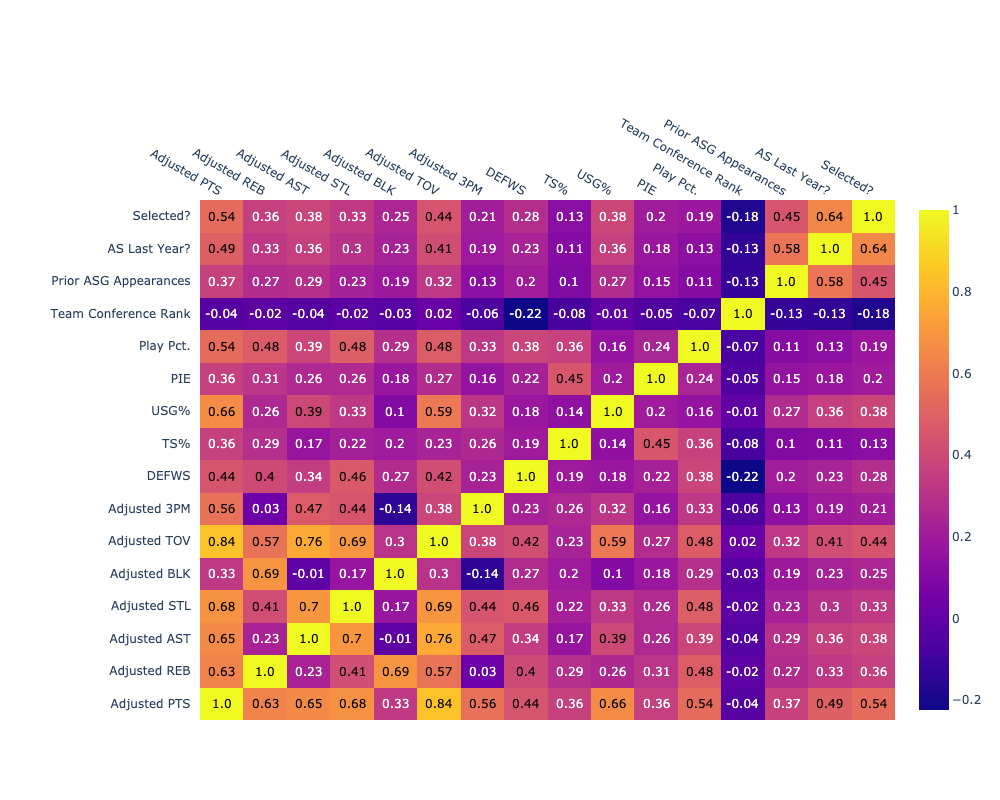 Adjusted PTS
Adjusted REB
Adjusted AST
Adjusted STL
Adjusted BLK
Adjusted TOV
Adjusted 3PM
DEFWS
TS%
USG%
PIE
Play Pct.
Team Conference Rank
Prior ASG Appearances
AS Last Year?
Selected?
Selected? 0.54 0.36 0.38 0.33 0.25 0.44 0.21 0.28 0.13 0.38 0.2 0.19 -0.18 0.45 0.64 1.0
AS Last Year? 0.49 0.33 0.36 0.3 0.23 0.41 0.19 0.23 0.11 0.36 0.18 0.13 -0.13 0.58 1.0 0.64
Prior ASG Appearances 0.37 0.27 0.29 0.23 0.19 0.32 0.13 0.2 0.1 0.27 0.15 0.11 -0.13 1.0 0.58 0.45
Team Conference Rank -0.04 -0.02 -0.04 -0.02 -0.03 0.02 -0.06 -0.22 -0.08 -0.01 -0.05 -0.07 1.0 -0.13 -0.13 -0.18
Play Pct. 0.54 0.48 0.39 0.48 0.29 0.48 0.33 0.38 0.36 0.16 0.24 1.0 -0.07 0.11 0.13 0.19
PIE 0.36 0.31 0.26 0.26 0.18 0.27 0.16 0.22 0.45 0.2 1.0 0.24 -0.05 0.15 0.18 0.2
USG% 0.66 0.26 0.39 0.33 0.1 0.59 0.32 0.18 0.14 1.0 0.2 0.16 -0.01 0.27 0.36 0.38
TS% 0.36 0.29 0.17 0.22 0.2 0.23 0.26 0.19 1.0 0.14 0.45 0.36 -0.08 0.1 0.11 0.13
DEFWS 0.44 0.4 0.34 0.46 0.27 0.42 0.23 1.0 0.19 0.18 0.22 0.38 -0.22 0.2 0.23 0.28
Adjusted 3PM 0.56 0.03 0.47 0.44 -0.14 0.38 1.0 0.23 0.26 0.32 0.16 0.33 -0.06 0.13 0.19 0.21
Adjusted TOV 0.84 0.57 0.76 0.69 0.3 1.0 0.38 0.42 0.23 0.59 0.27 0.48 0.02 0.32 0.41 0.44
Adjusted BLK 0.33 0.69 -0.01 0.17 1.0 0.3 -0.14 0.27 0.2 0.1 0.18 0.29 -0.03 0.19 0.23 0.25
Adjusted STL 0.68 0.41 0.7 1.0 0.17 0.69 0.44 0.46 0.22 0.33 0.26 0.48 -0.02 0.23 0.3 0.33
Adjusted AST 0.65 0.23 1.0 0.7 -0.01 0.76 0.47 0.34 0.17 0.39 0.26 0.39 -0.04 0.29 0.36 0.38
Adjusted REB 0.63 1.0 0.23 0.41 0.69 0.57 0.03 0.4 0.29 0.26 0.31 0.48 -0.02 0.27 0.33 0.36
Adjusted PTS 1.0 0.63 0.65 0.68 0.33 0.84 0.56 0.44 0.36 0.66 0.36 0.54 -0.04 0.37 0.49 0.54
1
0.8
0.6
0.4
0.2
0
−0.2